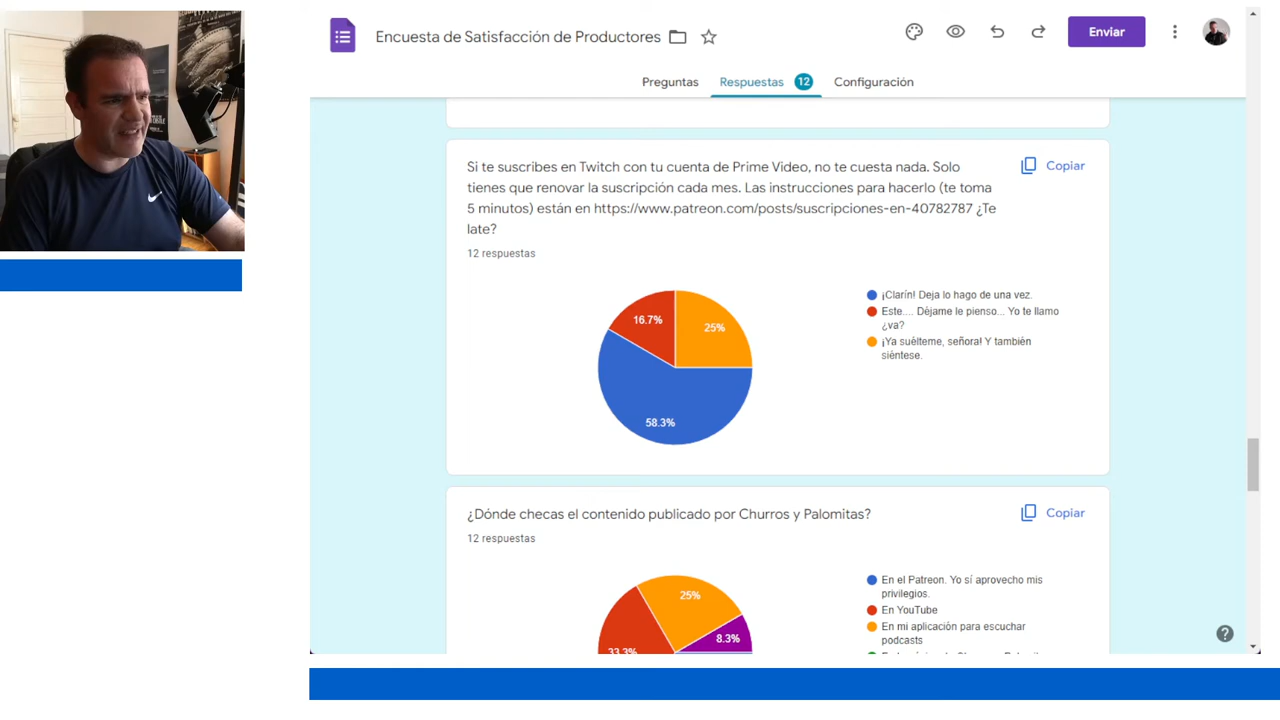 Encuesta de Satisfacción de Productores
Enviar
Preguntas
Respuestas 12
Configuración
Si te suscribes en Twitch con tu cuenta de Prime Video, no te cuesta nada. Solo
tienes que renovar la suscripción cada mes. Las instrucciones para hacerlo (te toma
5 minutos) están en https://www.patreon.com/posts/suscripciones-en-40782787 ¿Te
late?
Copiar
12 respuestas
16.7%
25%
58.3%
¡Clarín! Deja lo hago de una vez.
Este.... Déjame le pienso... Yo te llamo
¿va?
¡Ya suélteme, señora! Y también
siéntese.
¿Dónde checas el contenido publicado por Churros y Palomitas?
Copiar
12 respuestas
25%
8.3%
33.3%
En el Patreon. Yo sí aprovecho mis
privilegios.
En YouTube
En mi aplicación para escuchar
podcasts